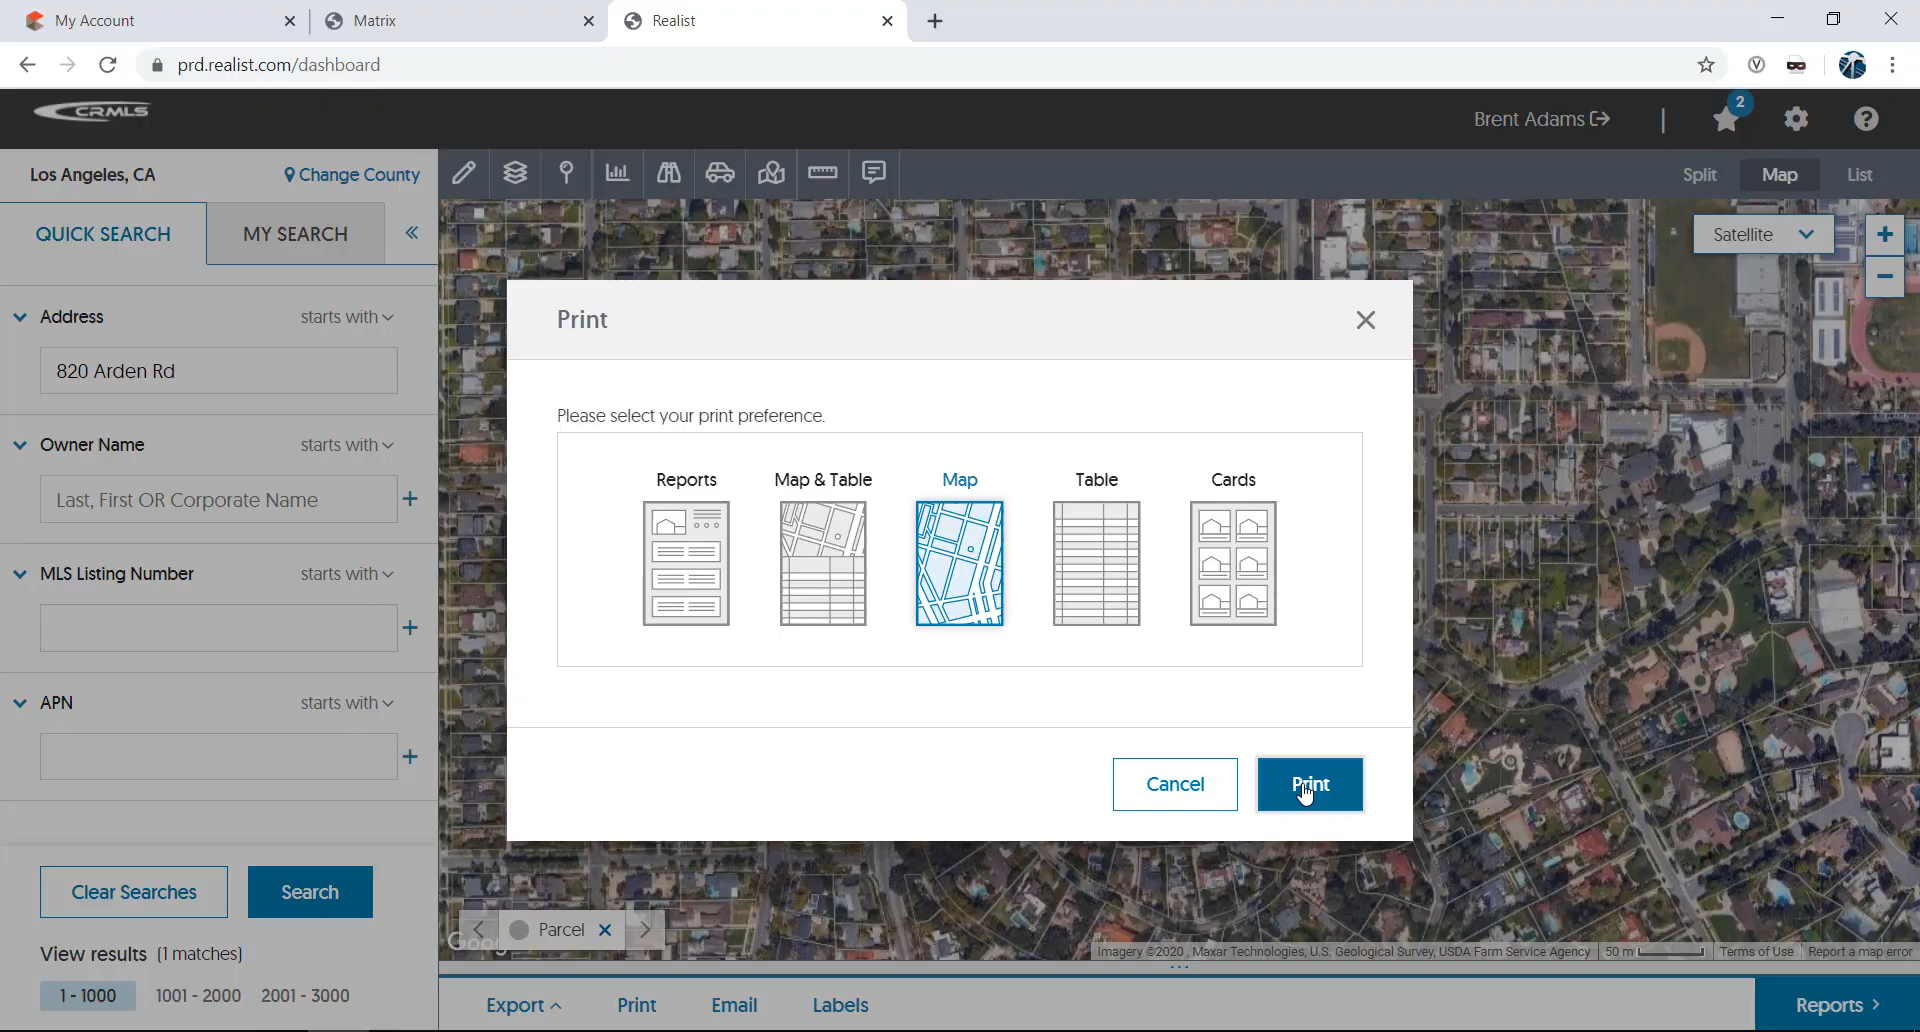 My Account
Matrix
Realist
prd.realist.com/dashboard
CRMLS
Brent Adams
2
Los Angeles, CA
Change County
Split
Map
List
QUICK SEARCH
MY SEARCH
Satellite
Address
starts with
820 Arden Rd
Owner Name
starts with
Last, First OR Corporate Name
MLS Listing Number
starts with
APN
starts with
Clear Searches
Search
View results (1 matches)
1 - 1000
1001 - 2000
2001 - 3000
Print
Please select your print preference.
Reports
Map & Table
Map
Table
Cards
Cancel
Print
Parcel
Imagery ©2020 , Maxar Technologies, U.S. Geological Survey, USDA Farm Service Agency
50 m
Terms of Use
Report a map error
Export
Print
Email
Labels
Reports